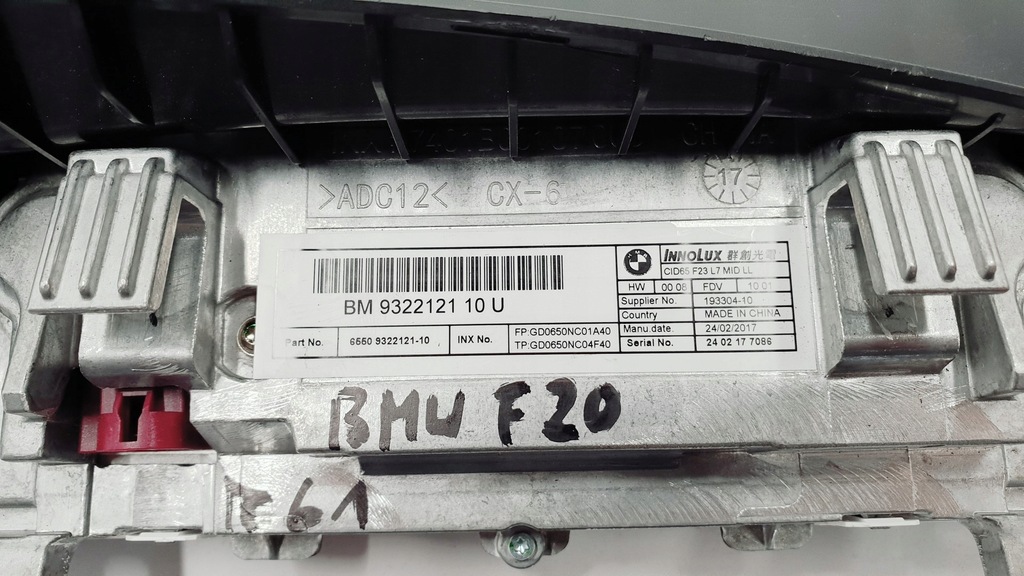 >ADC12< CX-6
17
BM 9322121 10 U
Part No. 6550 9322121-10 INX No. FP:GD0650NC01A40
TP:GD0650NC04F40
INNOLUX 群創光電
CID65 F23 L7 MID LL
HW 00 08 FDV 10 01
Supplier No. 193304-10
Country MADE IN CHINA
Manu.date. 24/02/2017
Serial No. 24 02 17 7086
BMW F20
61